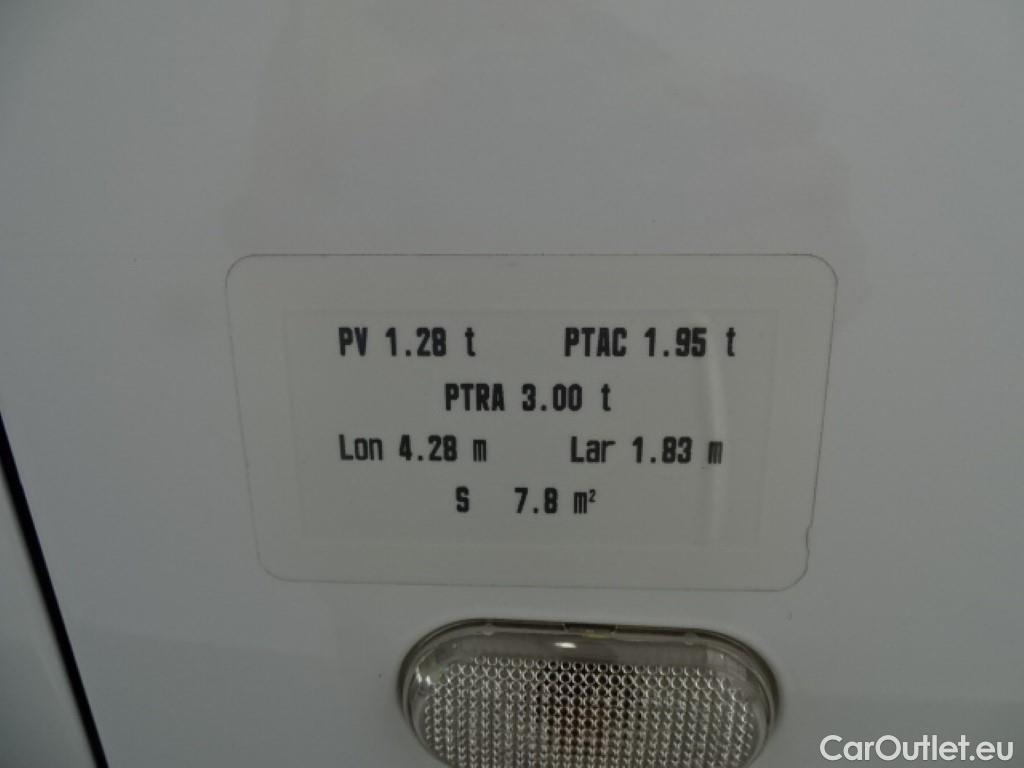 PV 1.28 t PTAC 1.95 t
PTRA 3.00 t
Lon 4.28 m Lar 1.83 m
S 7.8 m²
CarOutlet.eu